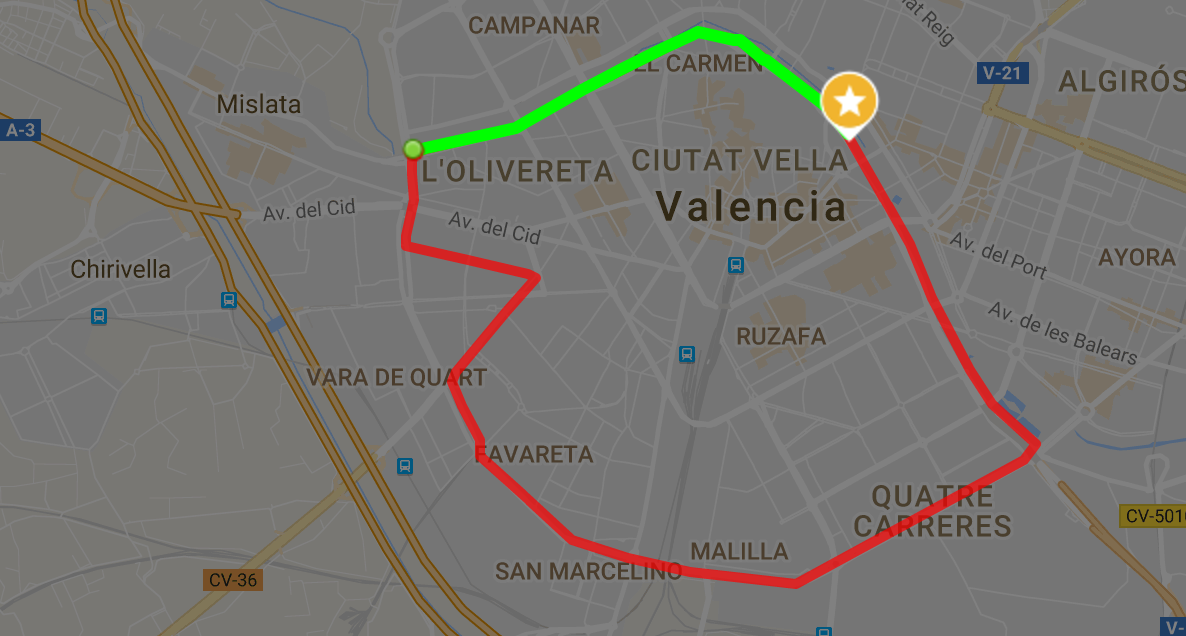 CAMPANAR
nat Reig
EL CARMEN
V-21
ALGIRÓS
Mislata
A-3
L'OLIVERETA
CIUTAT VELLA
Valencia
Av. del Cid
Av. del Cid
Av. del Port
AYORA
Chirivella
Av. de les Balears
RUZAFA
VARA DE QUART
FAVARETA
QUATRE
CARRERES
CV-501
MALILLA
SAN MARCELINO
CV-36
V-